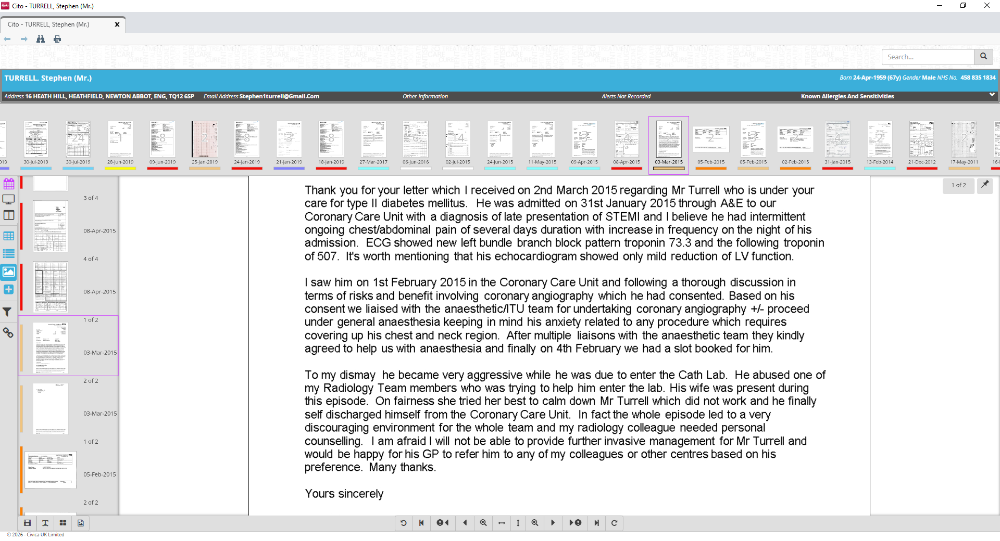 Cito - TURRELL, Stephen (Mr.)
Cito - TURRELL, Stephen (Mr.) x
Search...
TURRELL, Stephen (Mr.)
Born 24-Apr-1959 (67y) Gender Male NHS No. 458 835 1834
Address 16 HEATH HILL, HEATHFIELD, NEWTON ABBOT, ENG, TQ12 6SP Email Address Stephen1turrell@Gmail.Com Other Information Alerts Not Recorded Known Allergies And Sensitivities
24 1 8 2 8 3 8 1 6 14 1 1 3 4 2 2 3 2 4 2 6 2
2019 30-Jul-2019 30-Jul-2019 28-Jun-2019 09-Jun-2019 25-Jan-2019 24-Jan-2019 21-Jan-2019 18-Jan-2019 27-Mar-2017 06-Jun-2016 02-Jul-2015 24-Jun-2015 11-May-2015 09-Apr-2015 08-Apr-2015 03-Mar-2015 05-Feb-2015 05-Feb-2015 02-Feb-2015 31-Jan-2015 13-Feb-2014 21-Dec-2012 17-May-2011 16-
1 of 2
3 of 4
08-Apr-2015
4 of 4
08-Apr-2015
1 of 2
03-Mar-2015
2 of 2
03-Mar-2015
1 of 2
05-Feb-2015
2 of 2
Thank you for your letter which I received on 2nd March 2015 regarding Mr Turrell who is under your
care for type II diabetes mellitus. He was admitted on 31st January 2015 through A&E to our
Coronary Care Unit with a diagnosis of late presentation of STEMI and I believe he had intermittent
ongoing chest/abdominal pain of several days duration with increase in frequency on the night of his
admission. ECG showed new left bundle branch block pattern troponin 73.3 and the following troponin
of 507. It's worth mentioning that his echocardiogram showed only mild reduction of LV function.
I saw him on 1st February 2015 in the Coronary Care Unit and following a thorough discussion in
terms of risks and benefit involving coronary angiography which he had consented. Based on his
consent we liaised with the anaesthetic/ITU team for undertaking coronary angiography +/- proceed
under general anaesthesia keeping in mind his anxiety related to any procedure which requires
covering up his chest and neck region. After multiple liaisons with the anaesthetic team they kindly
agreed to help us with anaesthesia and finally on 4th February we had a slot booked for him.
To my dismay he became very aggressive while he was due to enter the Cath Lab. He abused one of
my Radiology Team members who was trying to help him enter the lab. His wife was present during
this episode. On fairness she tried her best to calm down Mr Turrell which did not work and he finally
self discharged himself from the Coronary Care Unit. In fact the whole episode led to a very
discouraging environment for the whole team and my radiology colleague needed personal
counselling. I am afraid I will not be able to provide further invasive management for Mr Turrell and
would be happy for his GP to refer him to any of my colleagues or other centres based on his
preference. Many thanks.
Yours sincerely
© 2026 - Civica UK Limited